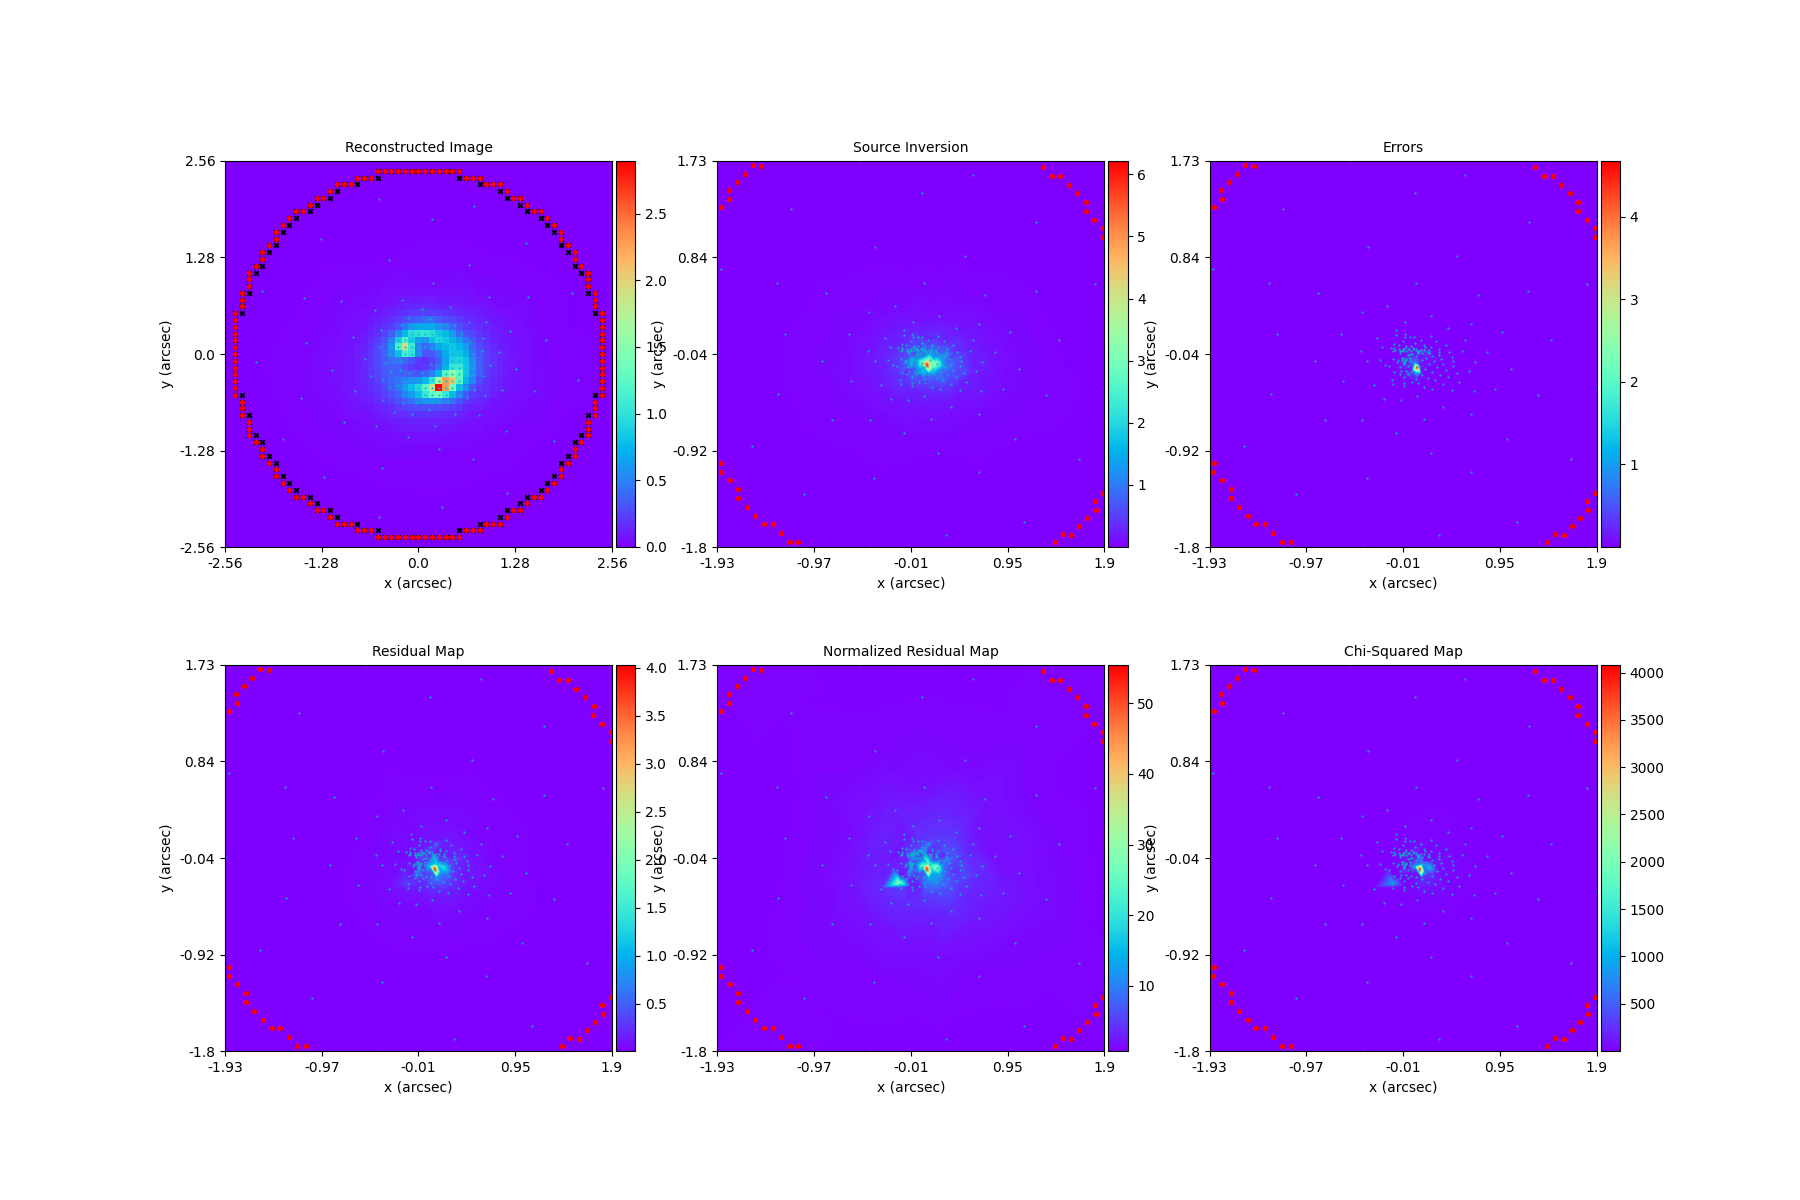 Reconstructed Image
2.56
1.28
0.0
-1.28
-2.56
y (arcsec)
-2.56 -1.28 0.0 1.28 2.56
x (arcsec)
2.5
2.0
1.5
1.0
0.5
0.0
Source Inversion
1.73
0.84
-0.04
-0.92
-1.8
y (arcsec)
-1.93 -0.97 -0.01 0.95 1.9
x (arcsec)
6
5
4
3
2
1
Errors
1.73
0.84
-0.04
-0.92
-1.8
y (arcsec)
-1.93 -0.97 -0.01 0.95 1.9
x (arcsec)
4
3
2
1
Residual Map
1.73
0.84
-0.04
-0.92
-1.8
y (arcsec)
-1.93 -0.97 -0.01 0.95 1.9
x (arcsec)
4.0
3.5
3.0
2.5
2.0
1.5
1.0
0.5
Normalized Residual Map
1.73
0.84
-0.04
-0.92
-1.8
y (arcsec)
-1.93 -0.97 -0.01 0.95 1.9
x (arcsec)
50
40
30
20
10
Chi-Squared Map
1.73
0.84
-0.04
-0.92
-1.8
y (arcsec)
-1.93 -0.97 -0.01 0.95 1.9
x (arcsec)
4000
3500
3000
2500
2000
1500
1000
500